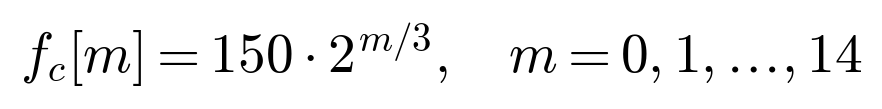 f_c[m] = 150 · 2^{m/3}, m = 0, 1, ..., 14